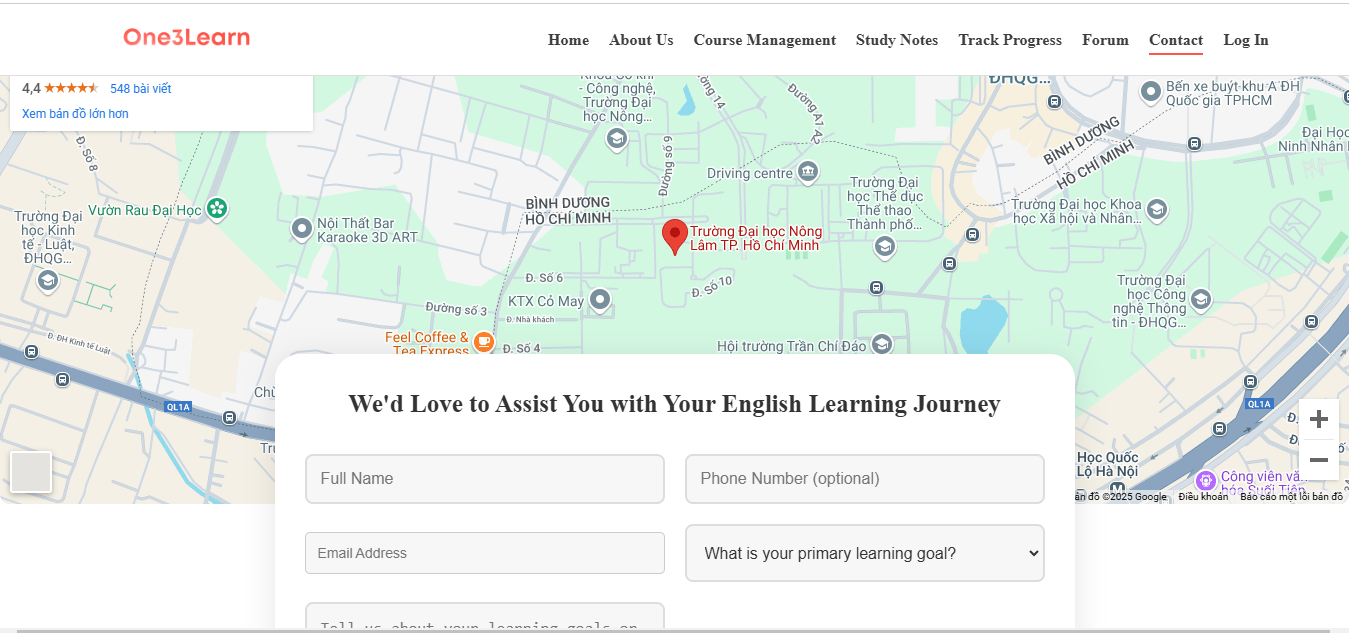 One3Learn
Home About Us Course Management Study Notes Track Progress Forum Contact Log In
4,4
548 bài viết
Xem bản đồ lớn hơn
- Công nghệ,
Trường Đại
học Nông...
Đường 14
Đường A1-A2
ĐHQG...
Bến xe buýt khu A ĐH
Quốc gia TPHCM
Đại Học
Ninh Nhân
Đ. Số 8
Đường số 9
Driving centre
BÌNH DƯƠNG
HỒ CHÍ MINH
BÌNH DƯƠNG
HỒ CHÍ MINH
Trường Đại
học Thể dục
Thể thao
Thành phố...
Trường Đại học Khoa
học Xã hội và Nhân...
Trường Đại
học Kinh
tế - Luật,
ĐHQG...
Vườn Rau Đại Học
Nội Thất Bar
Karaoke 3D ART
Trường Đại học Nông
Lâm TP. Hồ Chí Minh
Đ. Số 6
Đ. Số 10
KTX Cỏ May
Đường số 3
Đ. Nhà khách
Trường Đại
học Công
nghệ Thông
tin - ĐHQG...
Feel Coffee &
Tea Express
Đ. Số 4
Hội trường Trần Chí Đáo
Đ. ĐH Kinh tế Luật
QL1A
QL1A
We'd Love to Assist You with Your English Learning Journey
Học Quốc
Lộ Hà Nội
Công viên văn
hóa Suối Tiên
©2025 Google
Điều khoản
Báo cáo một lỗi bản đồ
Full Name
Phone Number (optional)
Email Address
What is your primary learning goal?
Tell us about your learning goals or